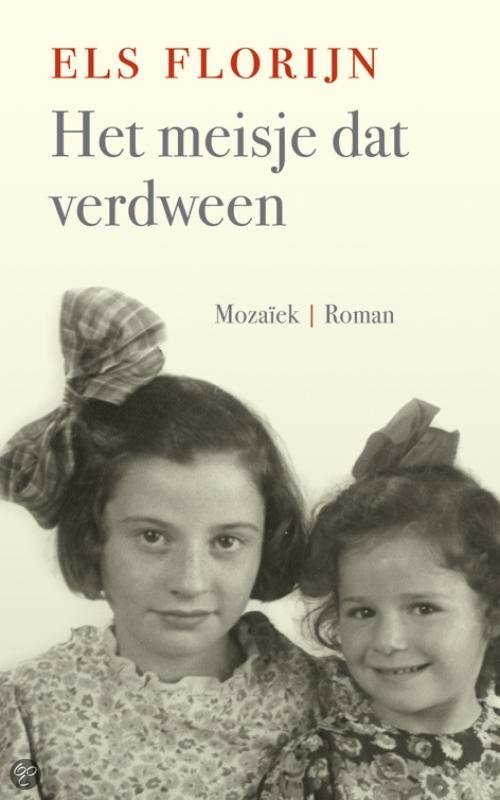 ELS FLORIJN
Het meisje dat
verdween
Mozaïek | Roman